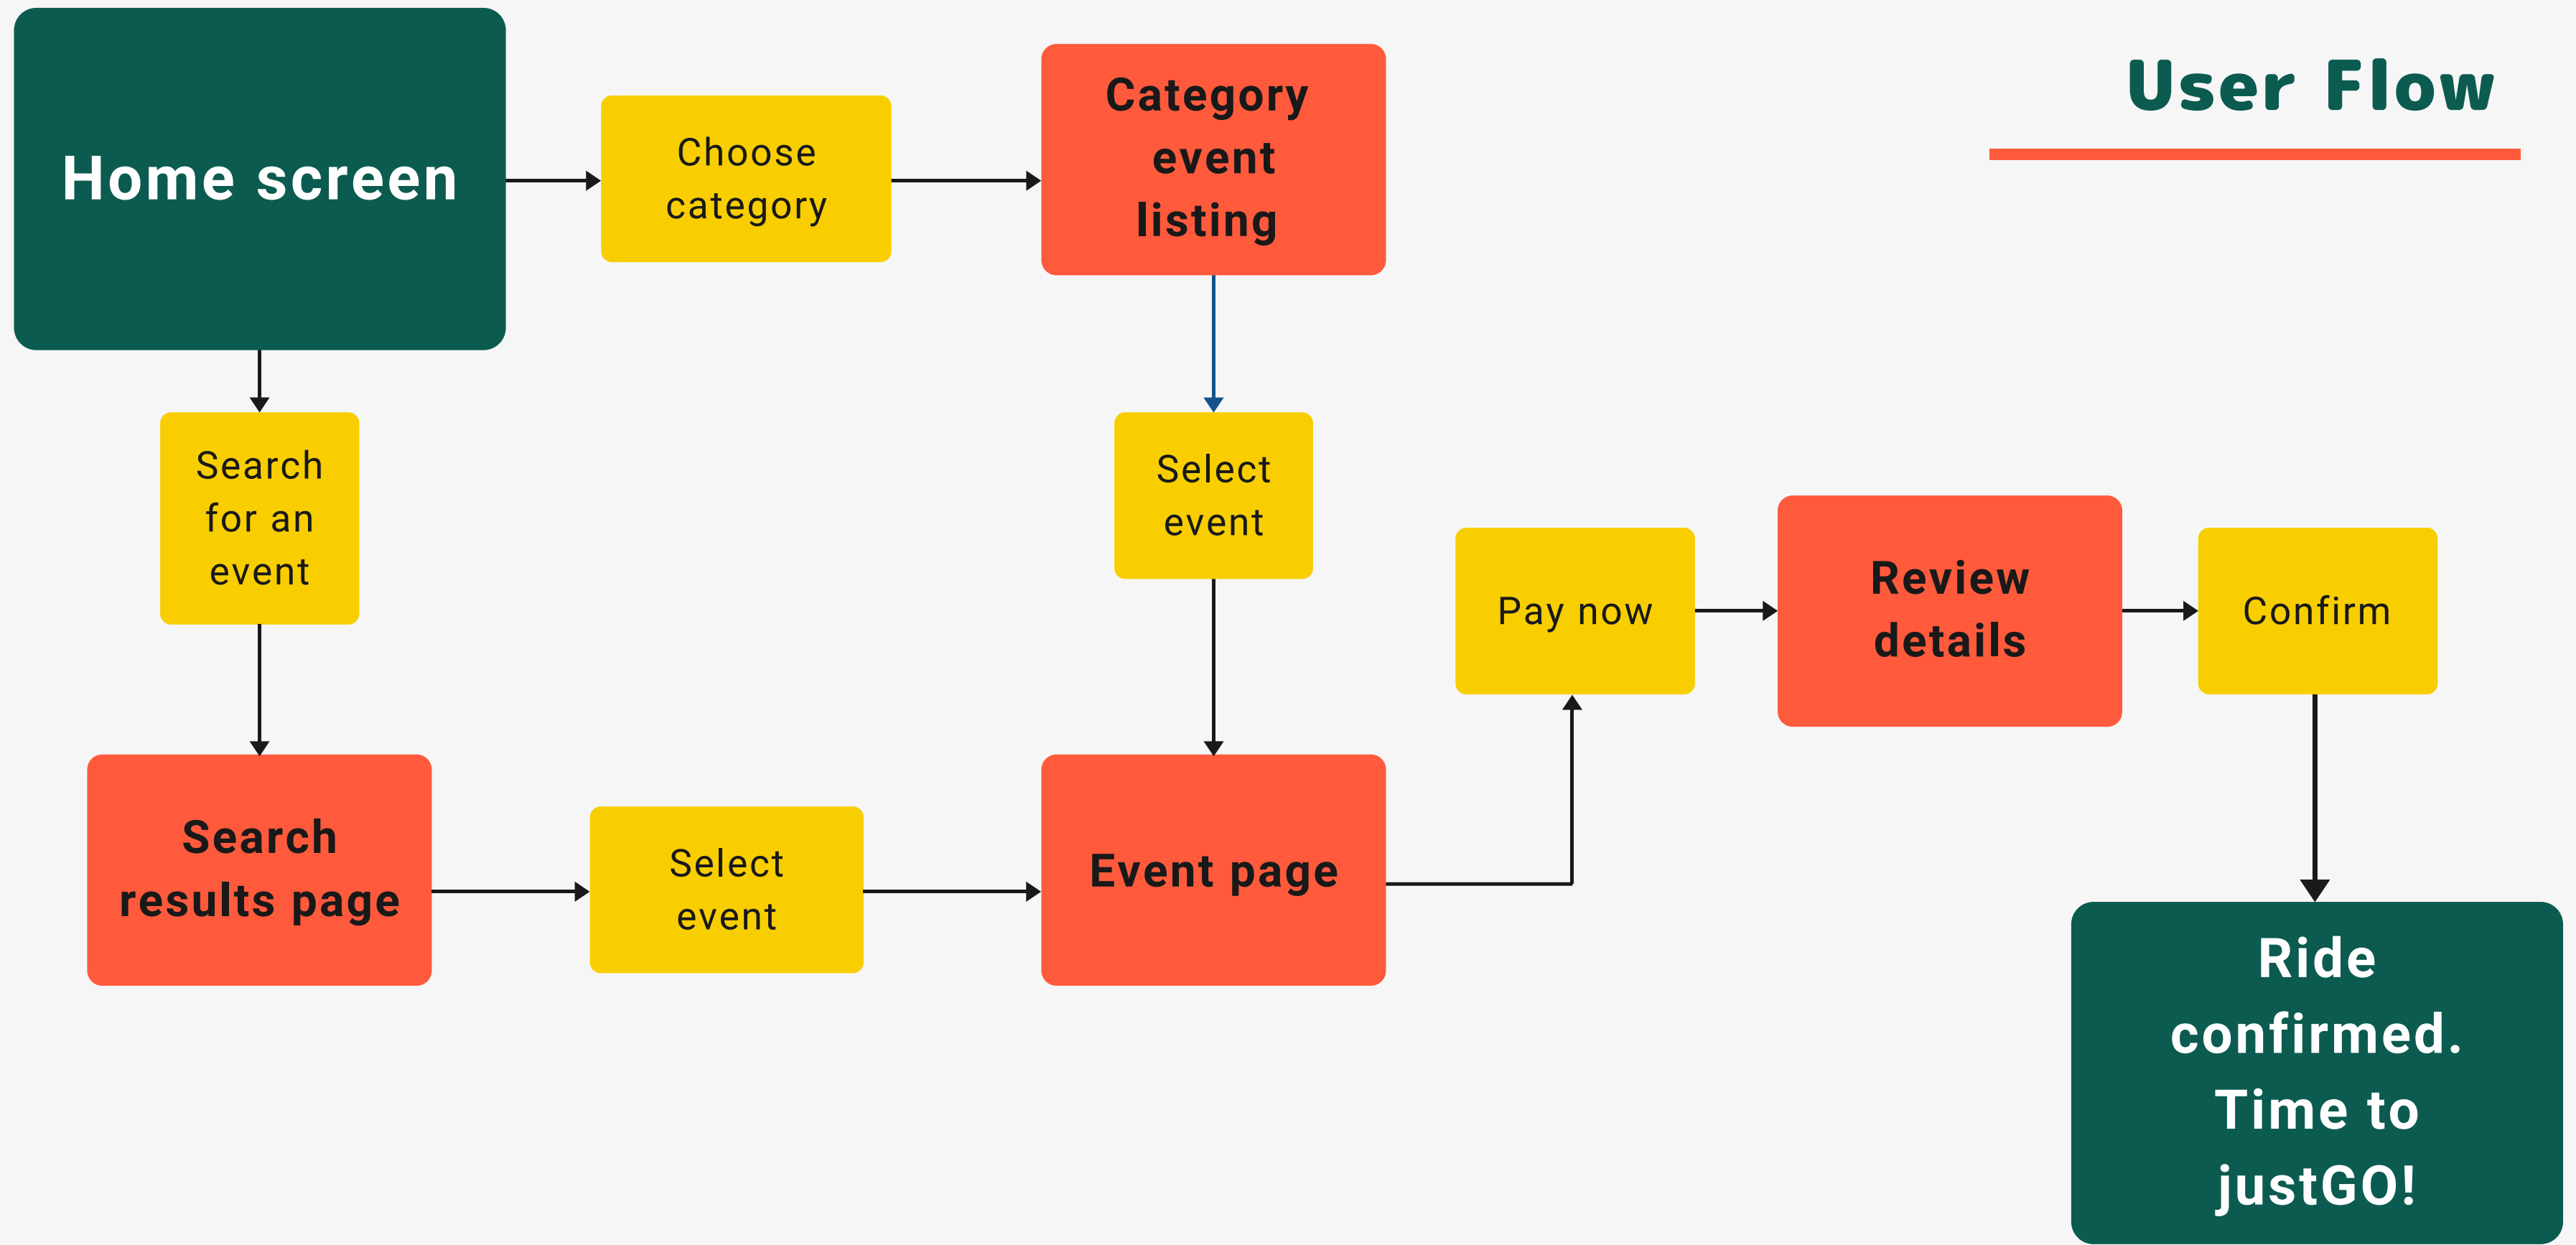 User Flow
Home screen
Choose
category
Category
event
listing
Search
for an
event
Select
event
Search
results page
Select
event
Event page
Pay now
Review
details
Confirm
Ride
confirmed.
Time to
justGO!